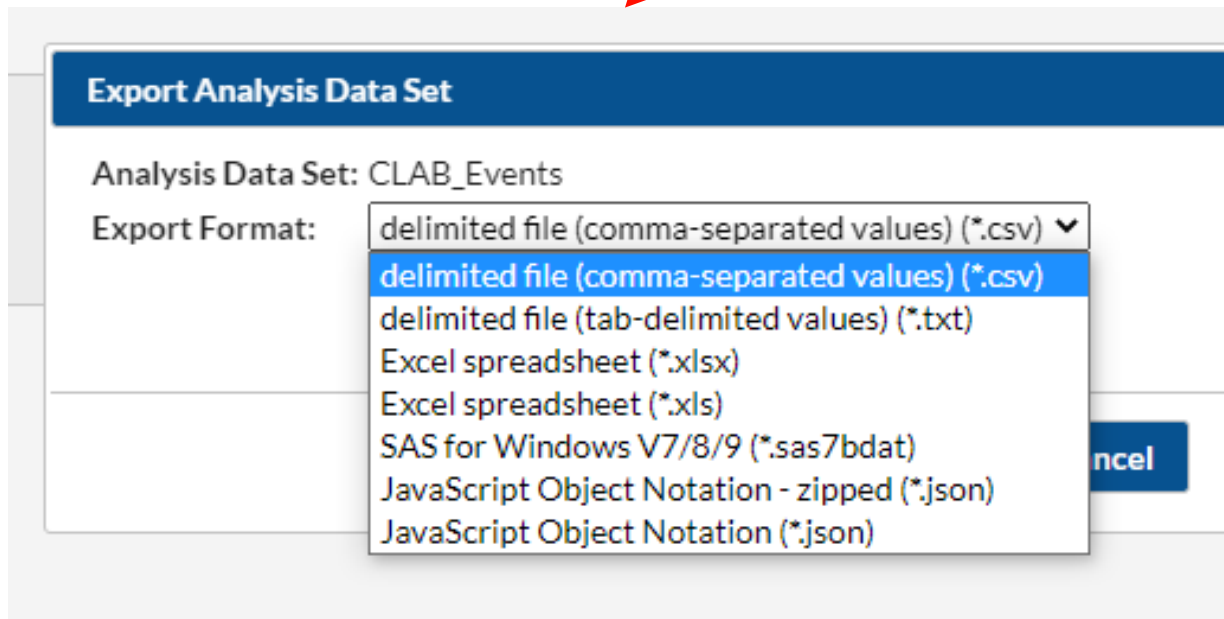 Export Analysis Data Set
Analysis Data Set: CLAB_Events
Export Format: delimited file (comma-separated values) (*.csv)
delimited file (comma-separated values) (*.csv)
delimited file (tab-delimited values) (*.txt)
Excel spreadsheet (*.xlsx)
Excel spreadsheet (*.xls)
SAS for Windows V7/8/9 (*.sas7bdat)
ncel
JavaScript Object Notation - zipped (*.json)
JavaScript Object Notation (*.json)